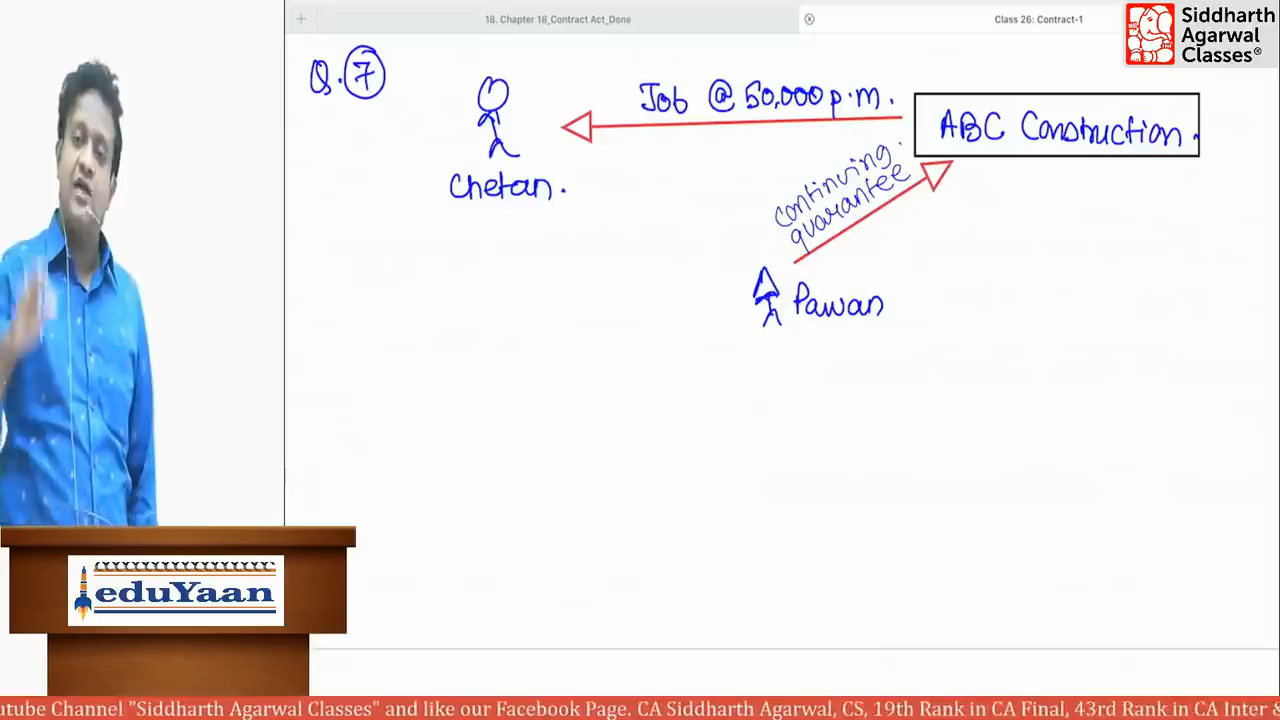 18. Chapter 18_Contract Act_Done
Class 26: Contract-1
Siddharth
Agarwal
Classes®
Q. 7
Job @ 50,000 p.m.
ABC Construction.
Chetan.
continuing
guarantee
Pawan
eduYaan
utube Channel "Siddharth Agarwal Classes" and like our Facebook Page. CA Siddharth Agarwal, CS, 19th Rank in CA Final, 43rd Rank in CA Inter &